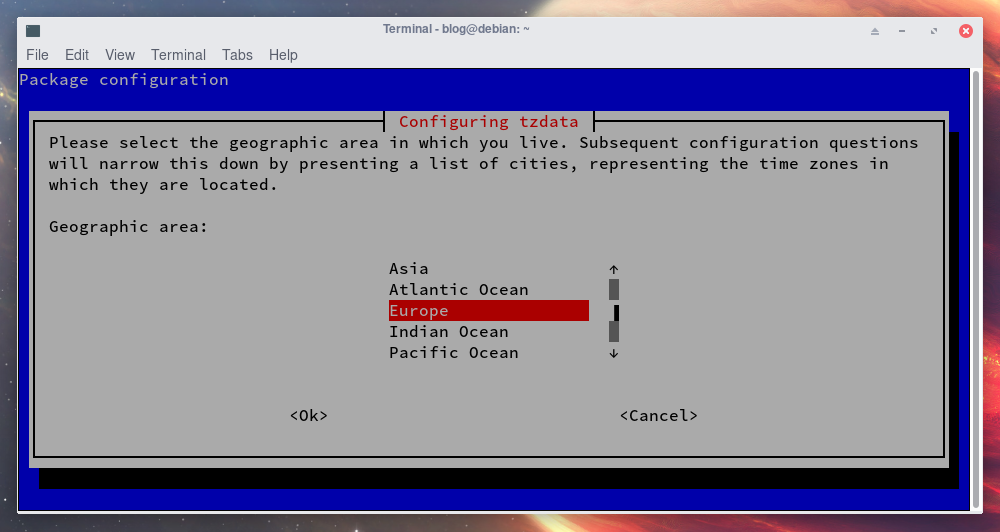 Terminal - blog@debian: ~
File Edit View Terminal Tabs Help
Package configuration
Configuring tzdata
Please select the geographic area in which you live. Subsequent configuration questions
will narrow this down by presenting a list of cities, representing the time zones in
which they are located.
Geographic area:
Asia
Atlantic Ocean
Europe
Indian Ocean
Pacific Ocean
<Ok> <Cancel>